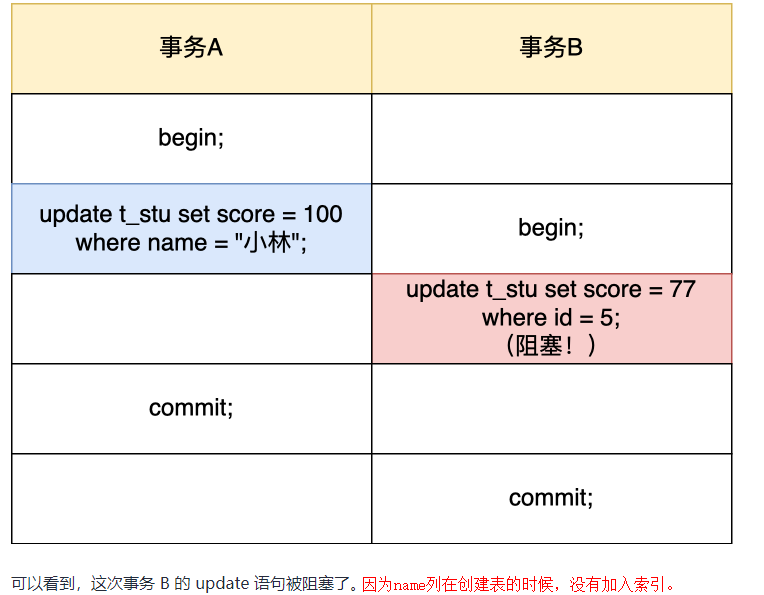 事务A 事务B
begin;
update t_stu set score = 100
where name = "小林";
begin;
update t_stu set score = 77
where id = 5;
（阻塞！）
commit;
commit;
可以看到，这次事务 B 的 update 语句被阻塞了。因为name列在创建表的时候，没有加入索引。